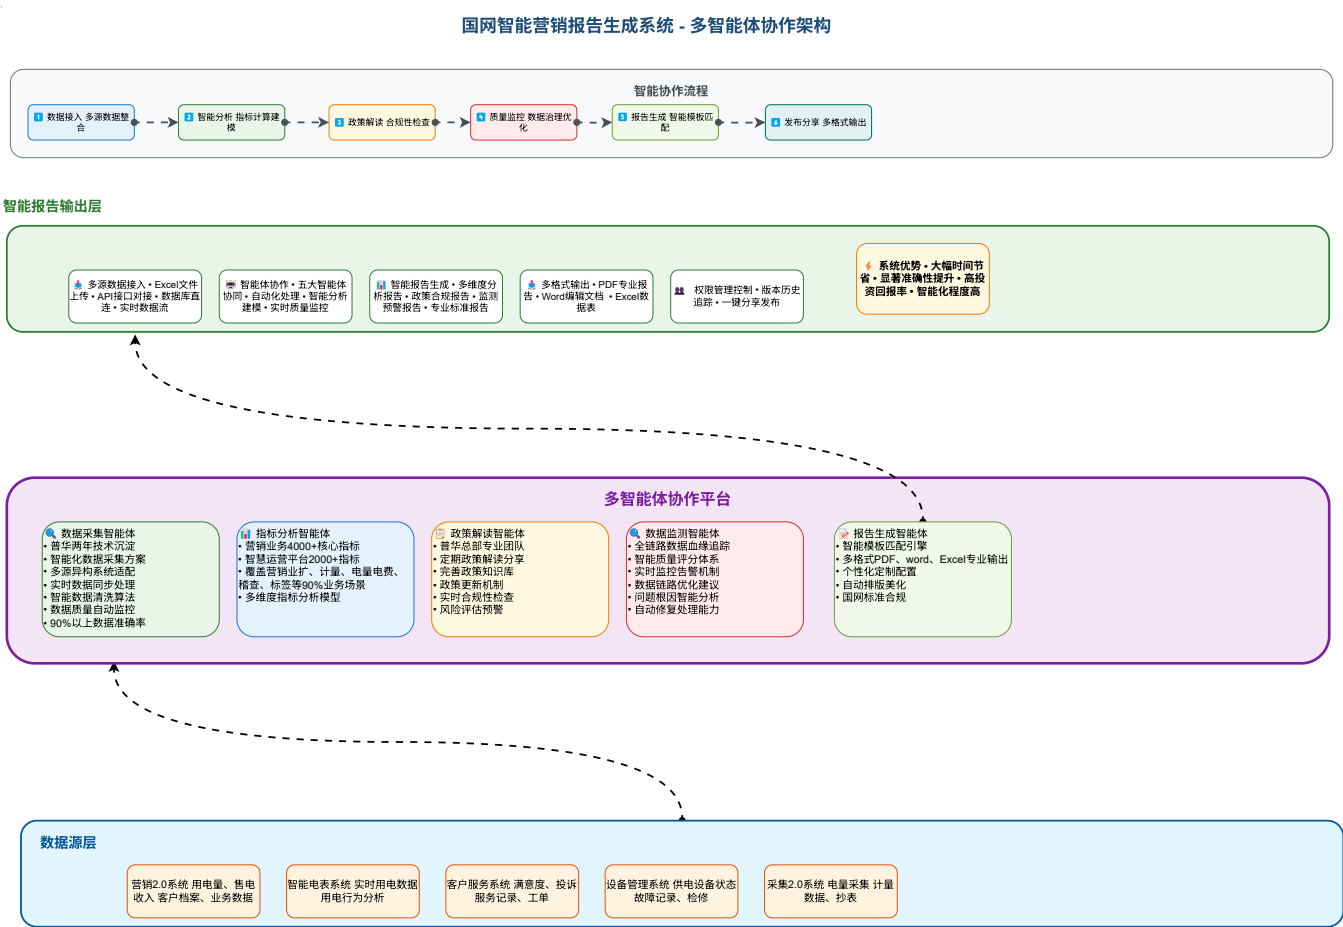 国网智能营销报告生成系统 - 多智能体协作架构
智能协作流程
1 数据接入 多源数据整
合
2 智能分析 指标计算建
模
3 政策解读 合规性检查
4 质量监控 数据治理优
化
5 报告生成 智能模板匹
配
6 发布分享 多格式输出
智能报告输出层
多源数据接入 • Excel文件
上传 • API接口对接 • 数据库直
连 • 实时数据流
智能体协作 • 五大智能体
协同 • 自动化处理 • 智能分析
建模 • 实时质量监控
智能报告生成 • 多维度分
析报告 • 政策合规报告 • 监测
预警报告 • 专业标准报告
多格式输出 • PDF专业报
告 • Word编辑文档 • Excel数
据表
权限管理控制 • 版本历史
追踪 • 一键分享发布
系统优势 • 大幅时间节
省 • 显著准确性提升 • 高投
资回报率 • 智能化程度高
多智能体协作平台
数据采集智能体
• 普华两年技术沉淀
• 智能化数据采集方案
• 多源异构系统适配
• 实时数据同步处理
• 智能数据清洗算法
• 数据质量自动监控
• 90%以上数据准确率
指标分析智能体
• 营销业务4000+核心指标
• 智慧运营平台2000+指标
• 覆盖营销业扩、计量、电量电费、
稽查、标签等90%业务场景
• 多维度指标分析模型
政策解读智能体
• 普华总部专业团队
• 定期政策解读分享
• 完善政策知识库
• 政策更新机制
• 实时合规性检查
• 风险评估预警
数据监测智能体
• 全链路数据血缘追踪
• 智能质量评分体系
• 实时监控告警机制
• 数据链路优化建议
• 问题根因智能分析
• 自动修复处理能力
报告生成智能体
• 智能模板匹配引擎
• 多格式PDF、word、Excel专业输出
• 个性化定制配置
• 自动排版美化
• 国网标准合规
数据源层
营销2.0系统 用电量、售电
收入 客户档案、业务数据
智能电表系统 实时用电数据
用电行为分析
客户服务系统 满意度、投诉
服务记录、工单
设备管理系统 供电设备状态
故障记录、检修
采集2.0系统 电量采集 计量
数据、抄表